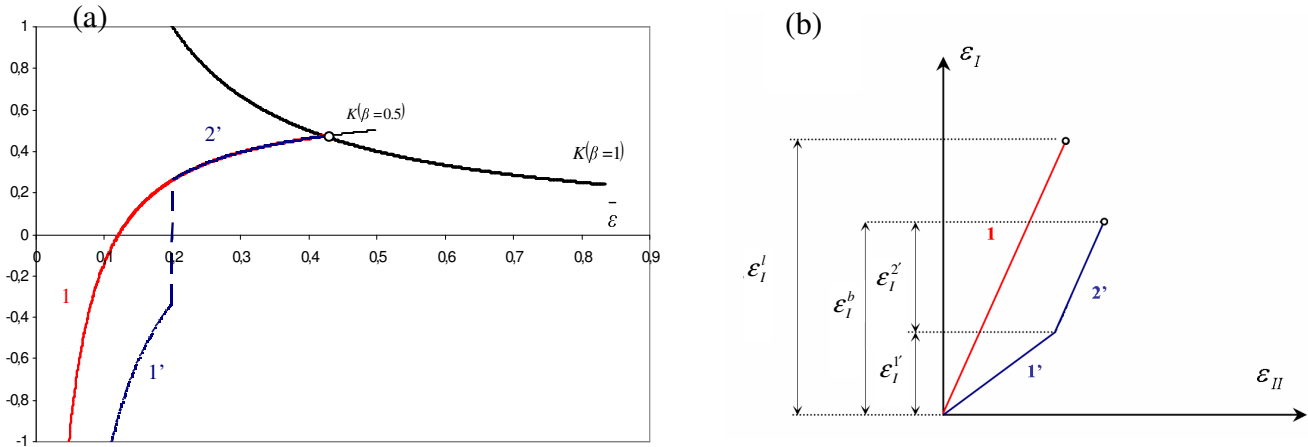 (a)
1
0,8
0,6
0,4
0,2
0
-0,2
-0,4
-0,6
-0,8
-1
0 0,1 0,2 0,3 0,4 0,5 0,6 0,7 0,8 0,9
2’
K(β=0.5)
K(β=1)
ε̄
1
1’
(b)
ε_I
ε_I^l
ε_I^b
ε_I^{2'}
ε_I^{1'}
1
2’
1’
ε_{II}